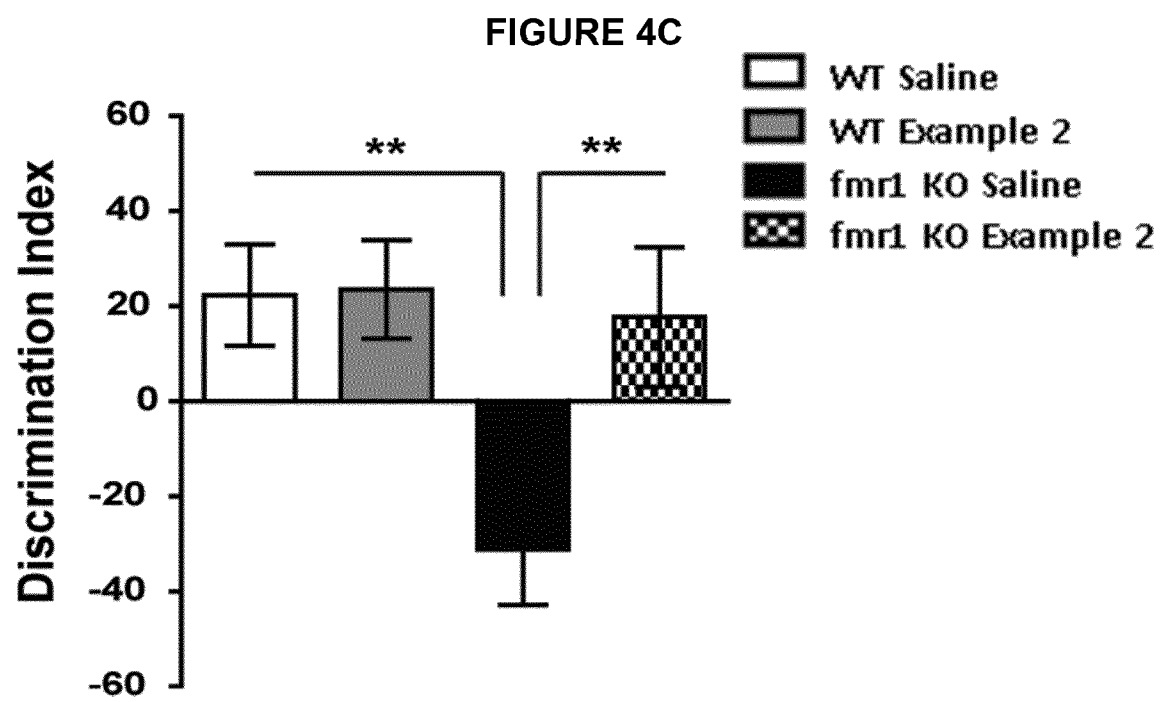 FIGURE 4C
WT Saline
WT Example 2
fmr1 KO Saline
fmr1 KO Example 2
Discrimination Index
60
40
20
0
-20
-40
-60
**
**